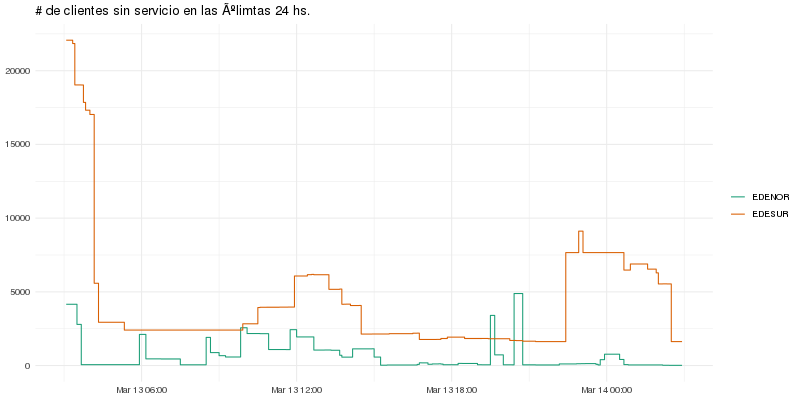 # de clientes sin servicio en las Ãºlimtas 24 hs.
20000
15000
10000
5000
0
Mar 13 06:00
Mar 13 12:00
Mar 13 18:00
Mar 14 00:00
EDENOR
EDESUR